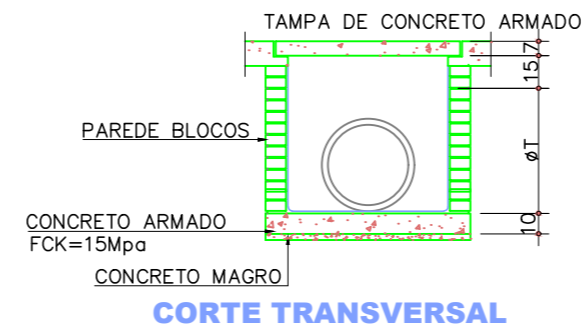 TAMPA DE CONCRETO ARMADO
7
15
PAREDE BLOCOS
øT
CONCRETO ARMADO
FCK=15Mpa
10
CONCRETO MAGRO
CORTE TRANSVERSAL